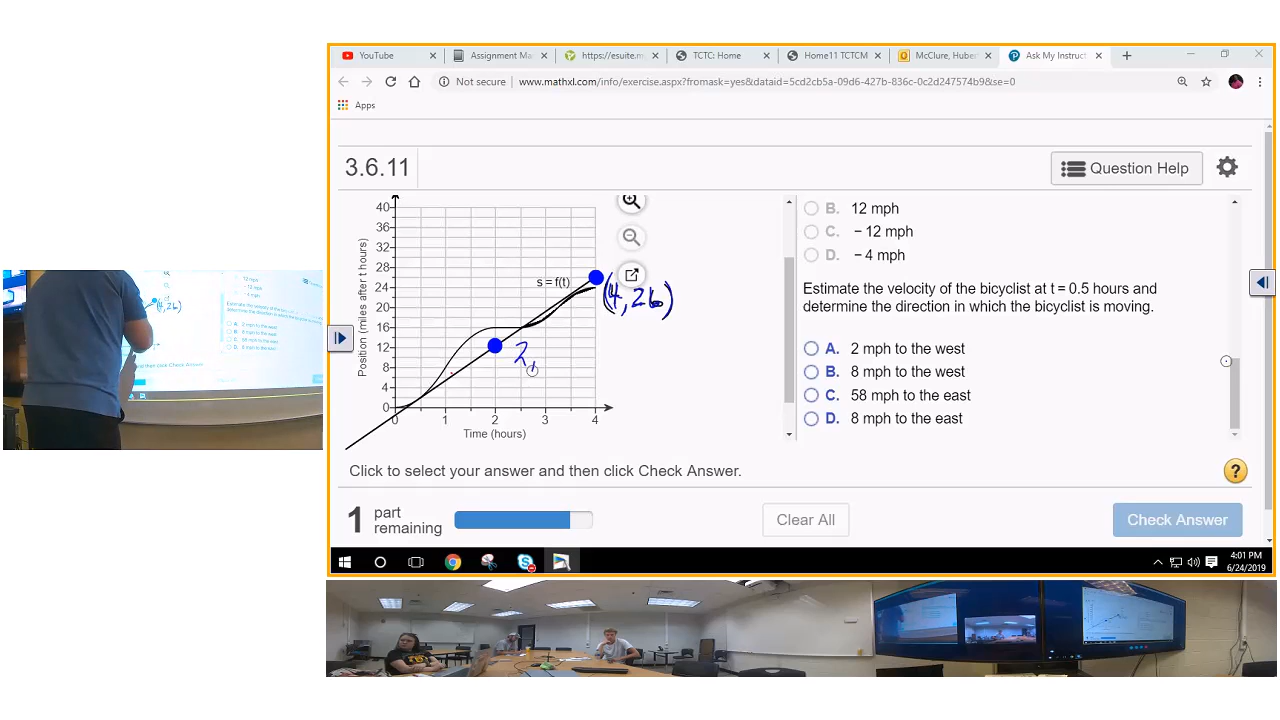 YouTube
Assignment Ma
https://esuite.m
TCTC: Home
Home11 TCTCM
McClure, Huber
Ask My Instruct
Not secure | www.mathxl.com/info/exercise.aspx?fromask=yes&dataid=5cd2cb5a-09d6-427b-836c-0c2d247574b9&se=0
Apps
3.6.11
Question Help
40
36
32
28
24
20
16
12
8
4
0
Position (miles after t hours)
s = f(t)
(4, 26)
2,
0 1 2 3 4
Time (hours)
B. 12 mph
C. − 12 mph
D. − 4 mph
Estimate the velocity of the bicyclist at t = 0.5 hours and
determine the direction in which the bicyclist is moving.
A. 2 mph to the west
B. 8 mph to the west
C. 58 mph to the east
D. 8 mph to the east
Click to select your answer and then click Check Answer.
1 part
remaining
Clear All
Check Answer
?
4:01 PM
6/24/2019